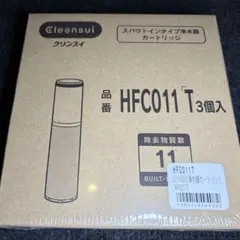 Cleansui
クリンスイ
スパウトインタイプ浄水器
カートリッジ
品番 HFC011 T 3個入
除去物質数
11
BUILT-
HFC011T